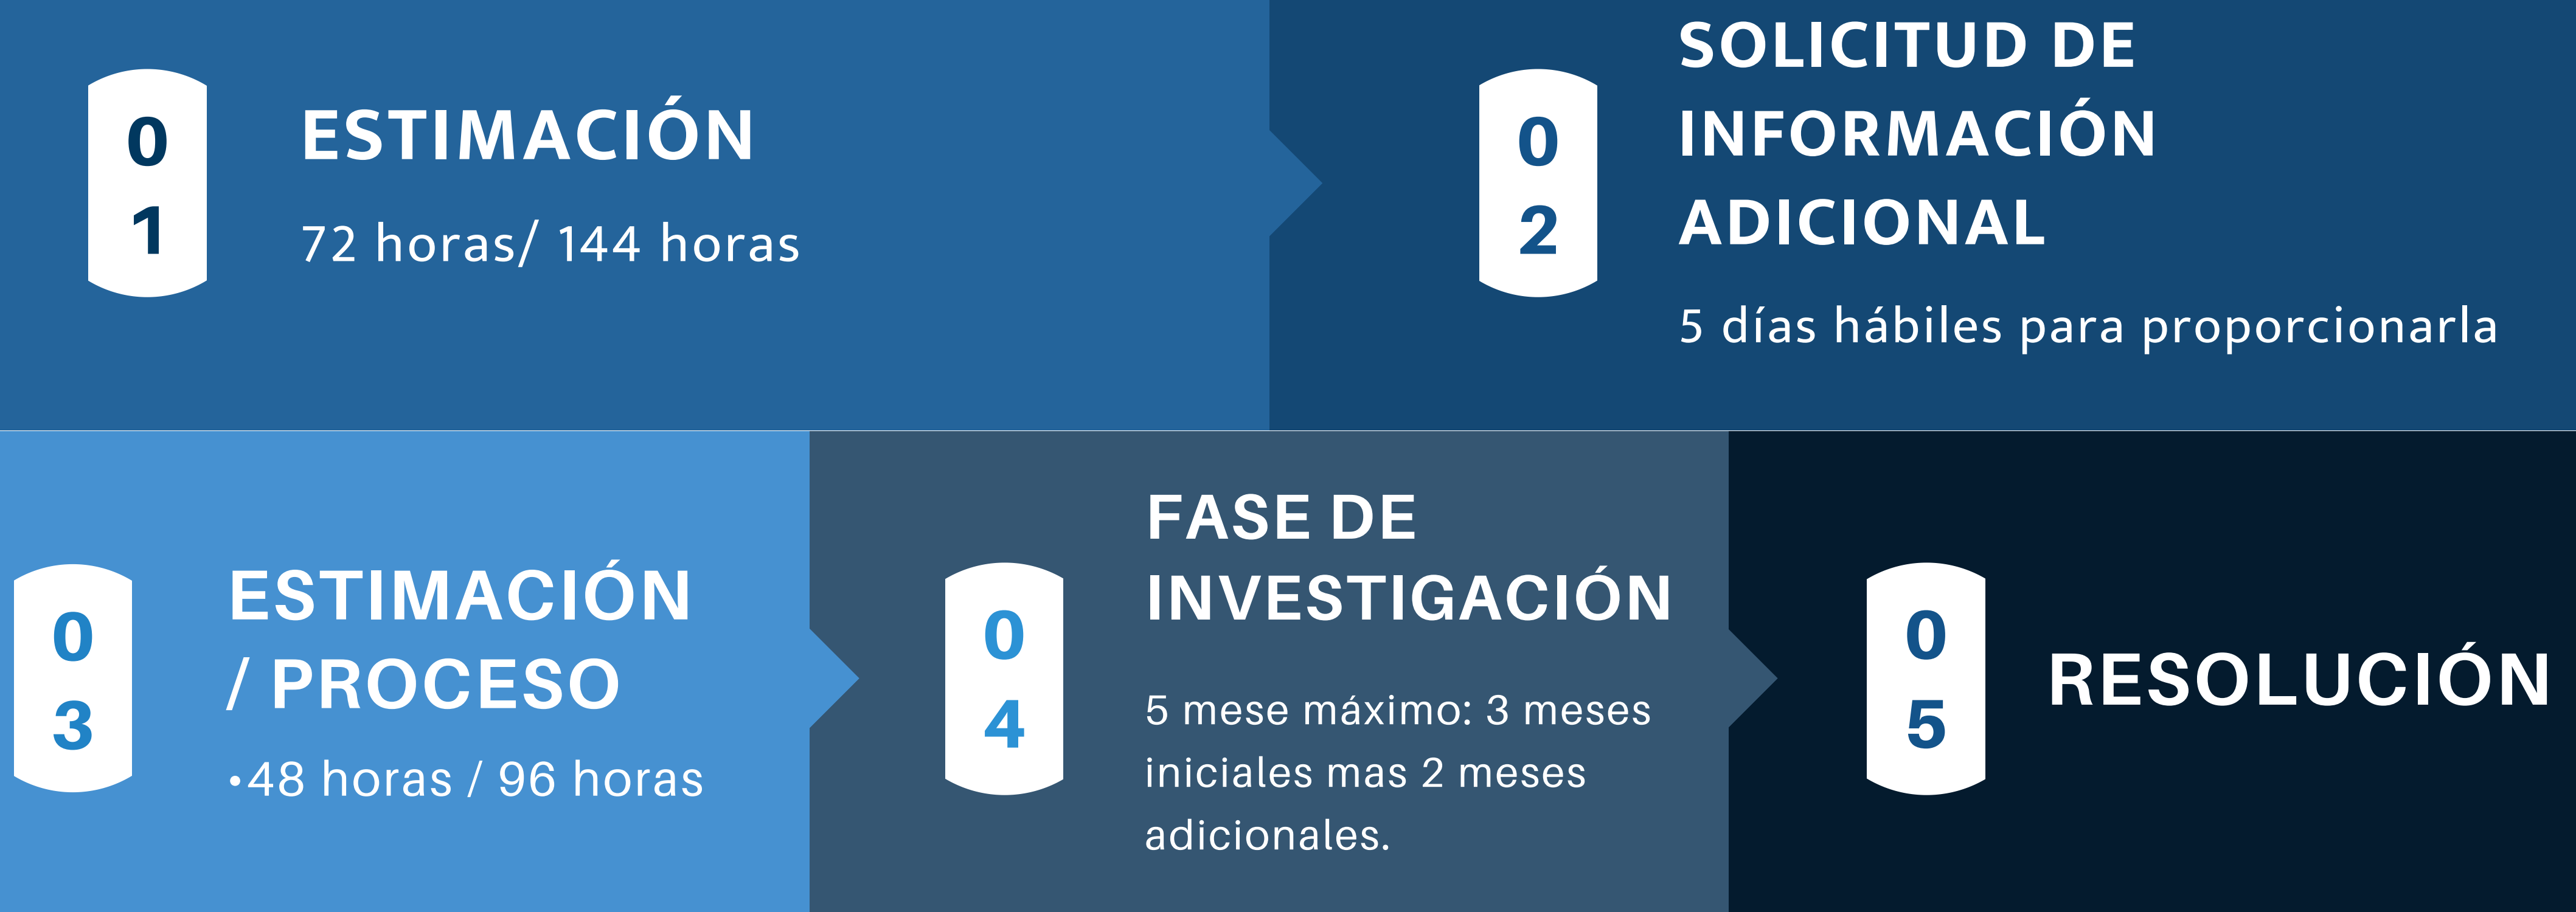 0
1
ESTIMACIÓN
72 horas/ 144 horas
0
2
SOLICITUD DE
INFORMACIÓN
ADICIONAL
5 días hábiles para proporcionarla
0
3
ESTIMACIÓN
/ PROCESO
•48 horas / 96 horas
0
4
FASE DE
INVESTIGACIÓN
5 mese máximo: 3 meses
iniciales mas 2 meses
adicionales.
0
5
RESOLUCIÓN